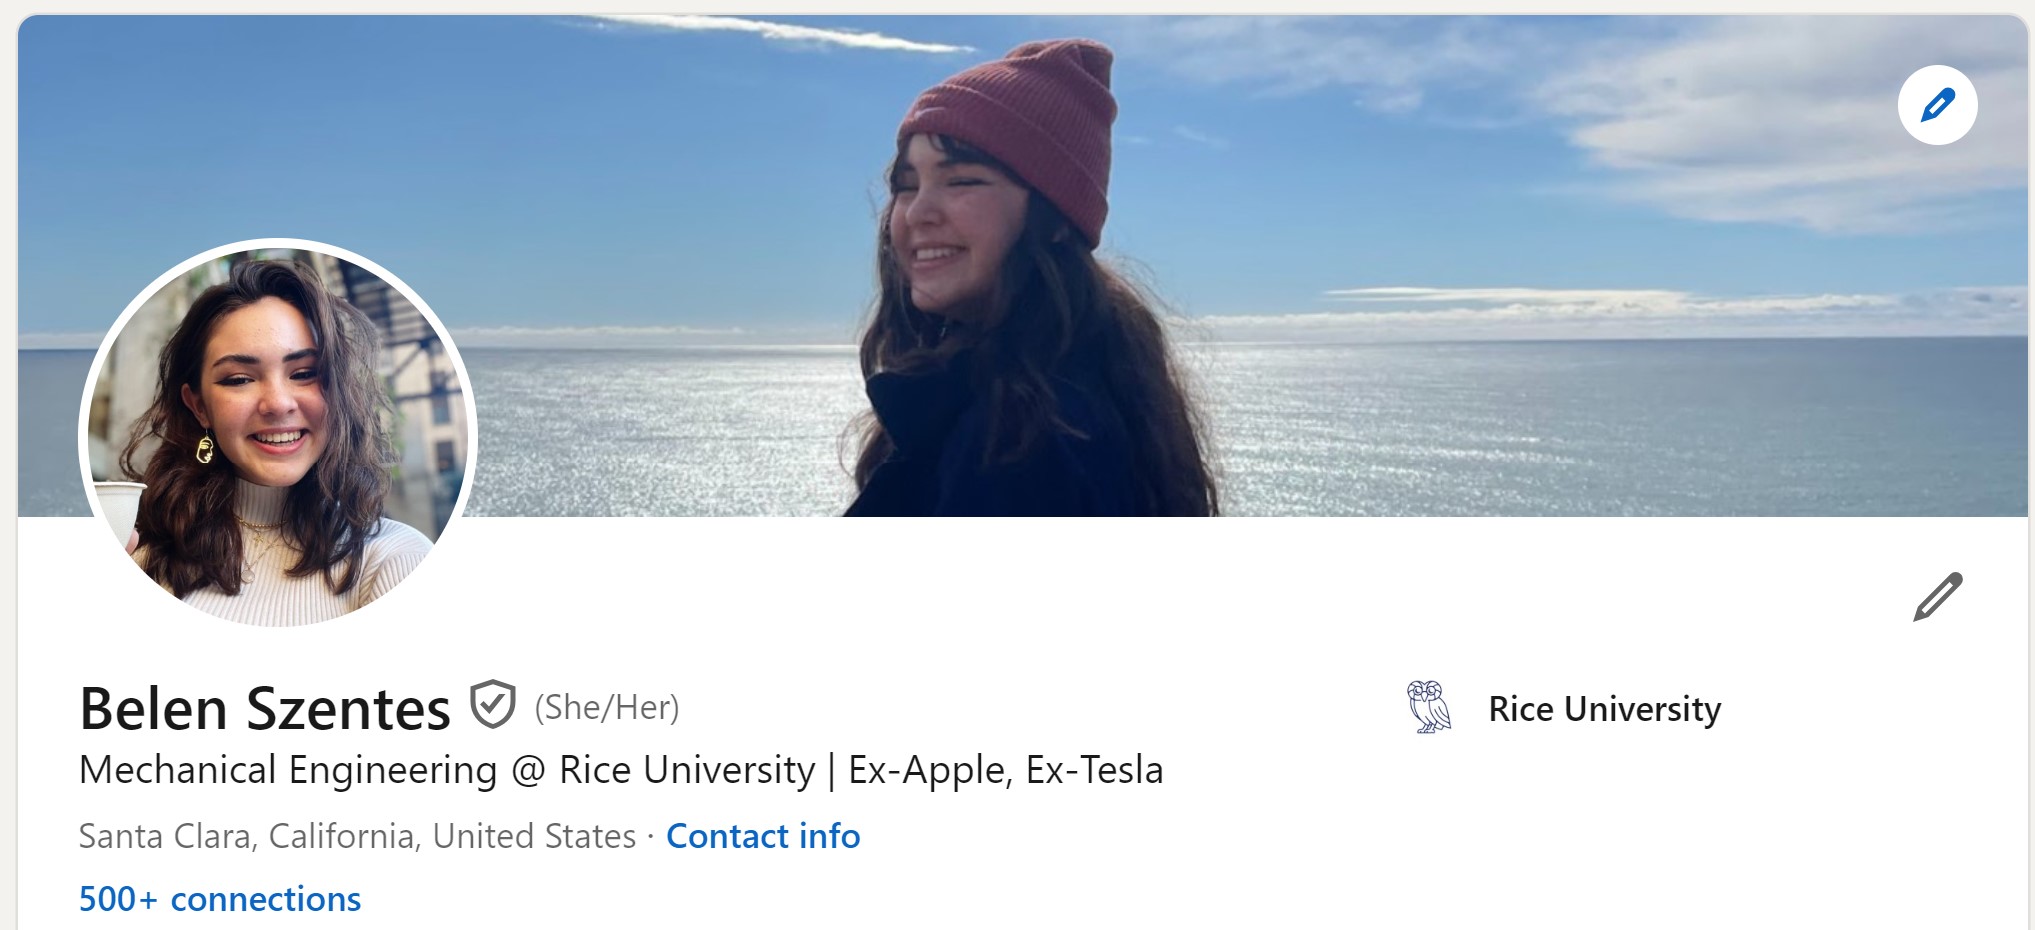 Belen Szentes (She/Her)
Rice University
Mechanical Engineering @ Rice University | Ex-Apple, Ex-Tesla
Santa Clara, California, United States · Contact info
500+ connections